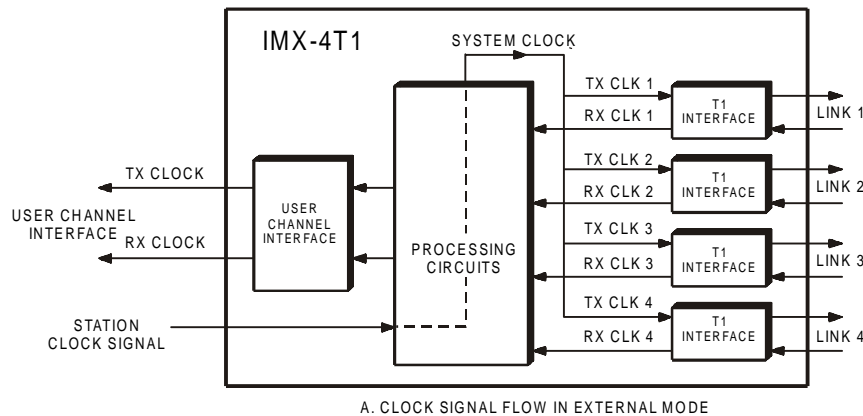 IMX-4T1
SYSTEM CLOCK
TX CLK 1
RX CLK 1
T1
INTERFACE
LINK 1
TX CLK 2
RX CLK 2
T1
INTERFACE
LINK 2
TX CLOCK
USER CHANNEL
INTERFACE
RX CLOCK
USER
CHANNEL
INTERFACE
PROCESSING
CIRCUITS
TX CLK 3
RX CLK 3
T1
INTERFACE
LINK 3
STATION
CLOCK SIGNAL
TX CLK 4
RX CLK 4
T1
INTERFACE
LINK 4
A. CLOCK SIGNAL FLOW IN EXTERNAL MODE